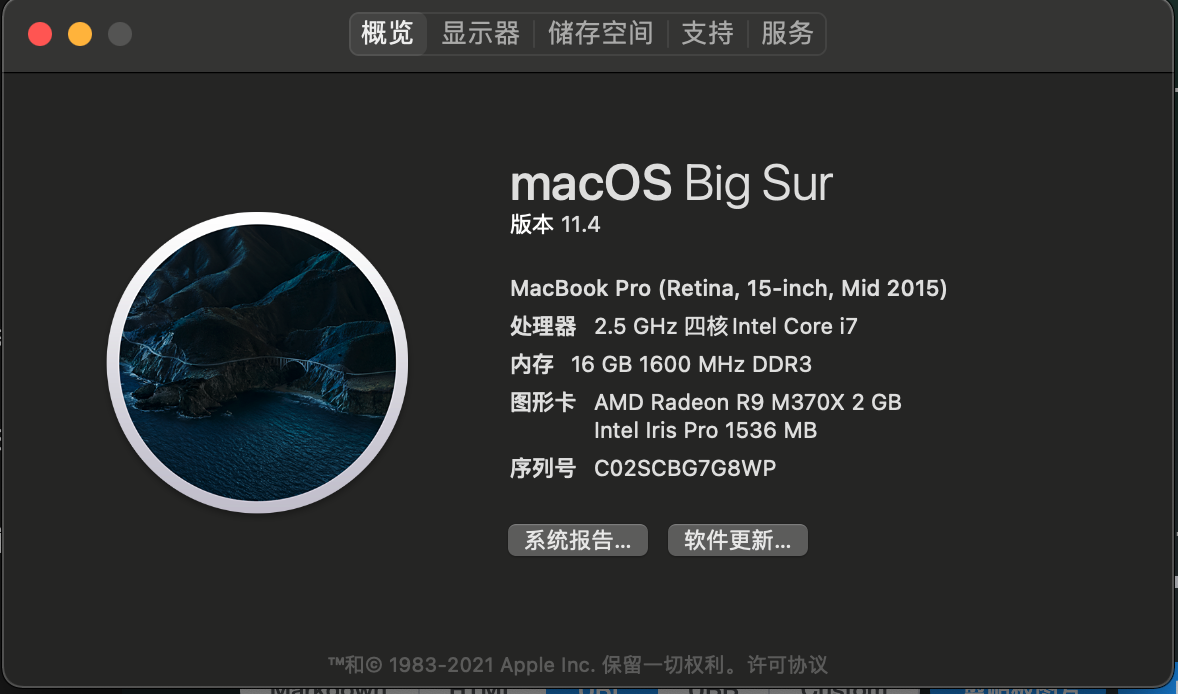 概览 显示器 储存空间 支持 服务
macOS Big Sur
版本 11.4
MacBook Pro (Retina, 15-inch, Mid 2015)
处理器 2.5 GHz 四核Intel Core i7
内存 16 GB 1600 MHz DDR3
图形卡 AMD Radeon R9 M370X 2 GB
Intel Iris Pro 1536 MB
序列号 C02SCBG7G8WP
系统报告... 软件更新...
™和© 1983-2021 Apple Inc. 保留一切权利。许可协议